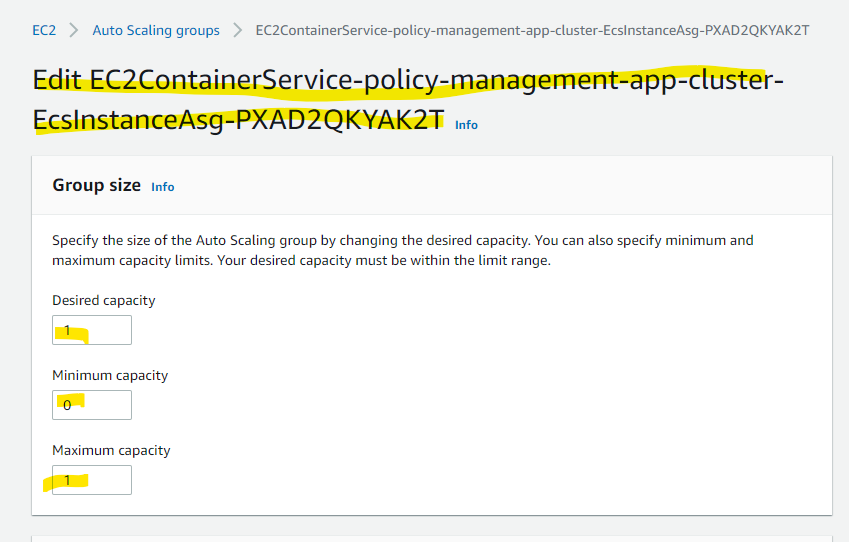 EC2 > Auto Scaling groups > EC2ContainerService-policy-management-app-cluster-EcsInstanceAsg-PXAD2QKYAK2T
Edit EC2ContainerService-policy-management-app-cluster-
EcsInstanceAsg-PXAD2QKYAK2T Info
Group size Info
Specify the size of the Auto Scaling group by changing the desired capacity. You can also specify minimum and
maximum capacity limits. Your desired capacity must be within the limit range.
Desired capacity
1
Minimum capacity
0
Maximum capacity
1